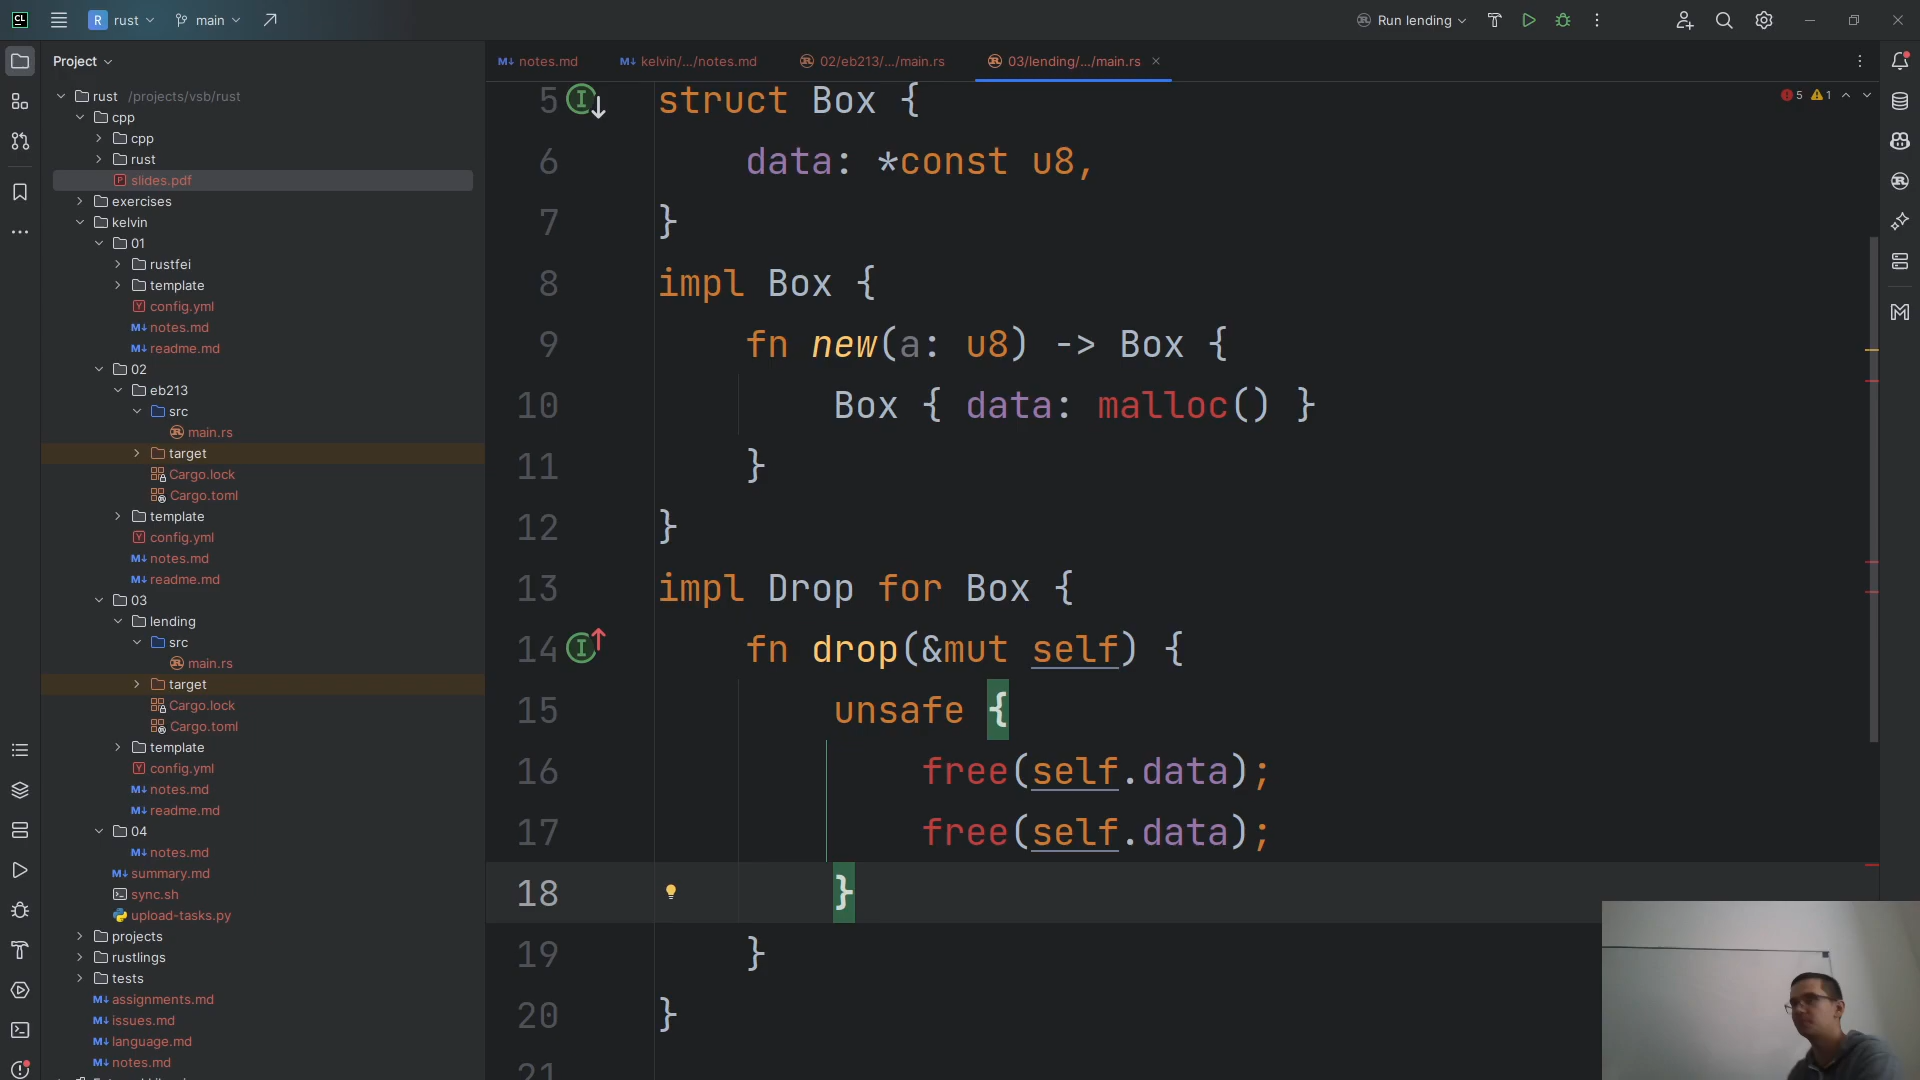 CL
R rust
main
Run lending
Project
notes.md
kelvin/.../notes.md
02/eb213/.../main.rs
03/lending/.../main.rs
5
1
rust /projects/vsb/rust
cpp
cpp
rust
slides.pdf
exercises
kelvin
01
rustfei
template
config.yml
notes.md
readme.md
02
eb213
src
main.rs
target
Cargo.lock
Cargo.toml
template
config.yml
notes.md
readme.md
03
lending
src
main.rs
target
Cargo.lock
Cargo.toml
template
config.yml
notes.md
readme.md
04
notes.md
summary.md
sync.sh
upload-tasks.py
projects
rustlings
tests
assignments.md
issues.md
language.md
notes.md
5 struct Box {
6 data: *const u8,
7 }
8 impl Box {
9 fn new(a: u8) -> Box {
10 Box { data: malloc() }
11 }
12 }
13 impl Drop for Box {
14 fn drop(&mut self) {
15 unsafe {
16 free(self.data);
17 free(self.data);
18 }
19 }
20 }
21